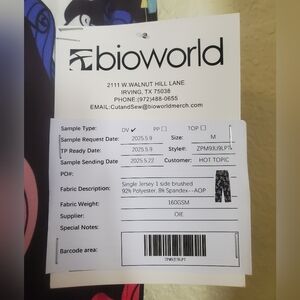 bioworld
2111 W.WALNUT HILL LANE.
IRVING, TX 75038
PHONE:(972)488-0655
EMAIL:CutandSew@bioworldmerch.com
Sample Type: DV ✓ PP ☐ TOP ☐
Sample Request Date: 2025.5.9 Size: M
TP Ready Date: 2025.5.9 Style#: ZPM9JU9LPT
Sample Sending Date 2025.5.22 Customer: HOT TOPIC
PO#:
Fabric Description: Single Jersey 1 side brushed
92% Polyester, 8% Spandex--AOP
Fabric Weight: 160GSM
Supplier: OIE
Special Notes:
Barcode area: